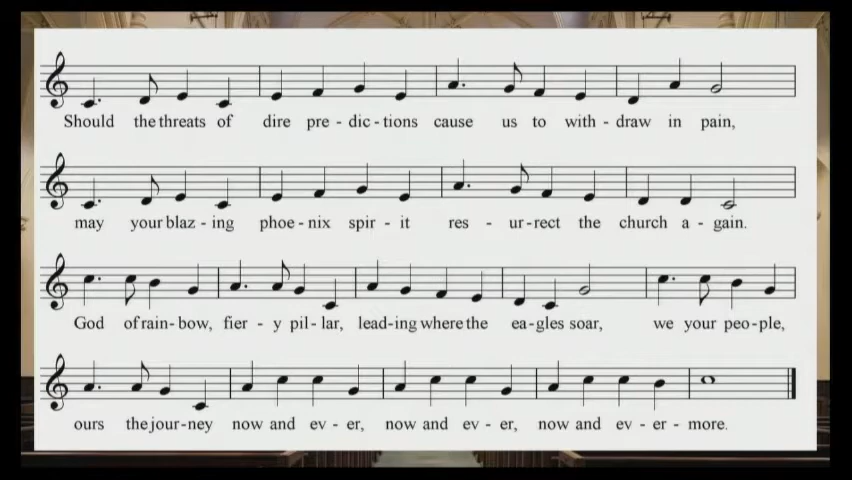 Should the threats of dire pre - dic - tions cause us to with - draw in pain,
may your blaz - ing phoe - nix spir - it res - ur - rect the church a - gain.
God of rain - bow, fier - y pil - lar, lead - ing where the ea - gles soar, we your peo - ple,
ours the jour - ney now and ev - er, now and ev - er, now and ev - er - more.